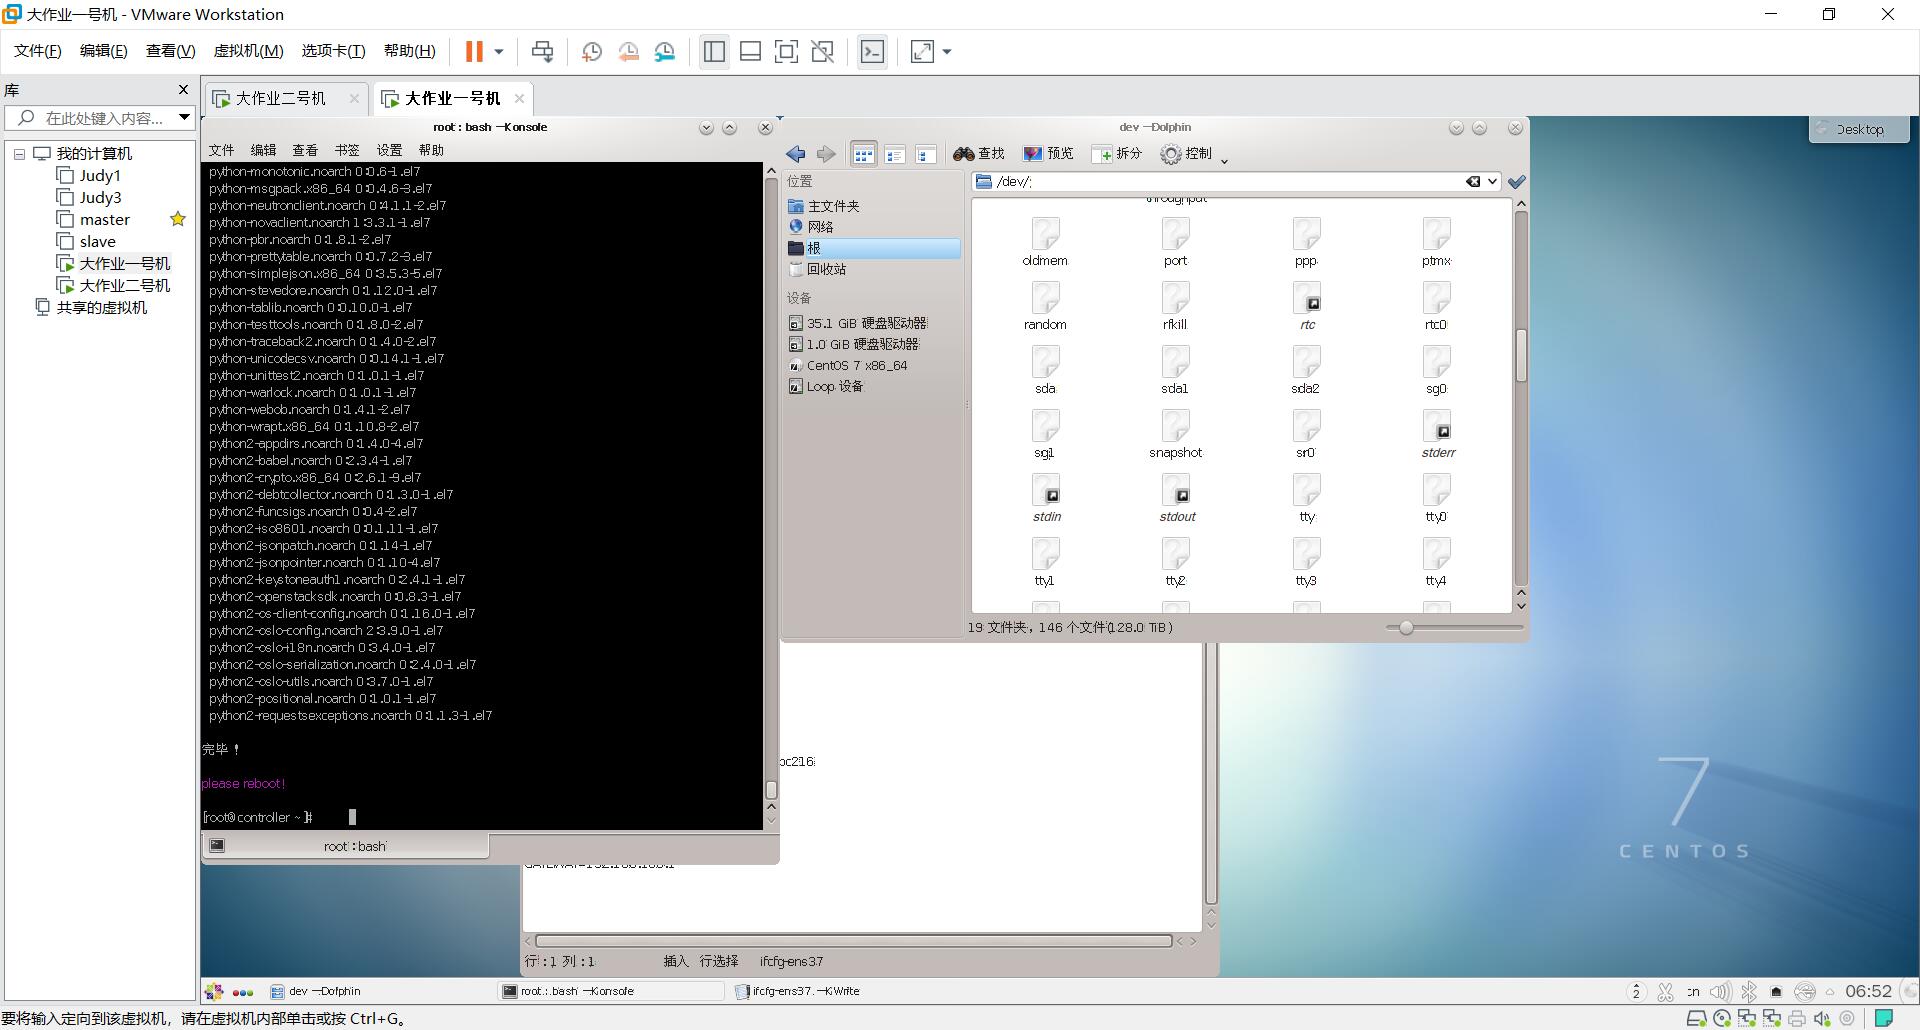 大作业一号机 - VMware Workstation
文件(F) 编辑(E) 查看(V) 虚拟机(M) 选项卡(T) 帮助(H)
库
在此处键入内容...
我的计算机
Judy1
Judy3
master
slave
大作业一号机
大作业二号机
共享的虚拟机
大作业二号机 大作业一号机
root : bash — Konsole
文件 编辑 查看 书签 设置 帮助
python-monotonic.noarch 0:0.6-1.el7
python-msgpack.x86_64 0:0.4.6-3.el7
python-neutronclient.noarch 0:4.1.1-2.el7
python-novaclient.noarch 1:3.3.1-1.el7
python-pbr.noarch 0:1.8.1-2.el7
python-prettytable.noarch 0:0.7.2-3.el7
python-simplejson.x86_64 0:3.5.3-5.el7
python-stevedore.noarch 0:1.12.0-1.el7
python-tablib.noarch 0:0.10.0-1.el7
python-testtools.noarch 0:1.8.0-2.el7
python-traceback2.noarch 0:1.4.0-2.el7
python-unicodecsv.noarch 0:0.14.1-1.el7
python-unittest2.noarch 0:1.0.1-1.el7
python-warlock.noarch 0:1.0.1-1.el7
python-webob.noarch 0:1.4.1-2.el7
python-wrapt.x86_64 0:1.10.8-2.el7
python2-appdirs.noarch 0:1.4.0-4.el7
python2-babel.noarch 0:2.3.4-1.el7
python2-crypto.x86_64 0:2.6.1-9.el7
python2-debtcollector.noarch 0:1.3.0-1.el7
python2-funcsigs.noarch 0:0.4-2.el7
python2-iso8601.noarch 0:0.1.11-1.el7
python2-jsonpatch.noarch 0:1.14-1.el7
python2-jsonpointer.noarch 0:1.10-4.el7
python2-keystoneauth1.noarch 0:2.4.1-1.el7
python2-openstacksdk.noarch 0:0.8.3-1.el7
python2-os-client-config.noarch 0:1.16.0-1.el7
python2-oslo-config.noarch 2:3.9.0-1.el7
python2-oslo-i18n.noarch 0:3.4.0-1.el7
python2-oslo-serialization.noarch 0:2.4.0-1.el7
python2-oslo-utils.noarch 0:3.7.0-1.el7
python2-positional.noarch 0:1.0.1-1.el7
python2-requestsexceptions.noarch 0:1.1.3-1.el7
完毕！
please reboot!
[root@controller ~]#
root : bash
dev — Dolphin
查找 预览 拆分 控制
位置
主文件夹
网络
根
回收站
设备
35.1 GiB 硬盘驱动器
1.0 GiB 硬盘驱动器
CentOS 7 x86_64
Loop 设备
/dev/
throughput
oldmem port ppp ptmx
random rfkill rtc rtc0
sda sda1 sda2 sg0
sg1 snapshot sr0 stderr
stdin stdout tty tty0
tty1 tty2 tty3 tty4
19 文件夹，146 个文件(128.0 TiB)
Desktop
oc216
行：1 列：1 插入 行选择 ifcfg-ens37
7
CENTOS
dev — Dolphin root : bash — Konsole ifcfg-ens37 — KWrite 2 cn 06:52
要将输入定向到该虚拟机，请在虚拟机内部单击或按 Ctrl+G。